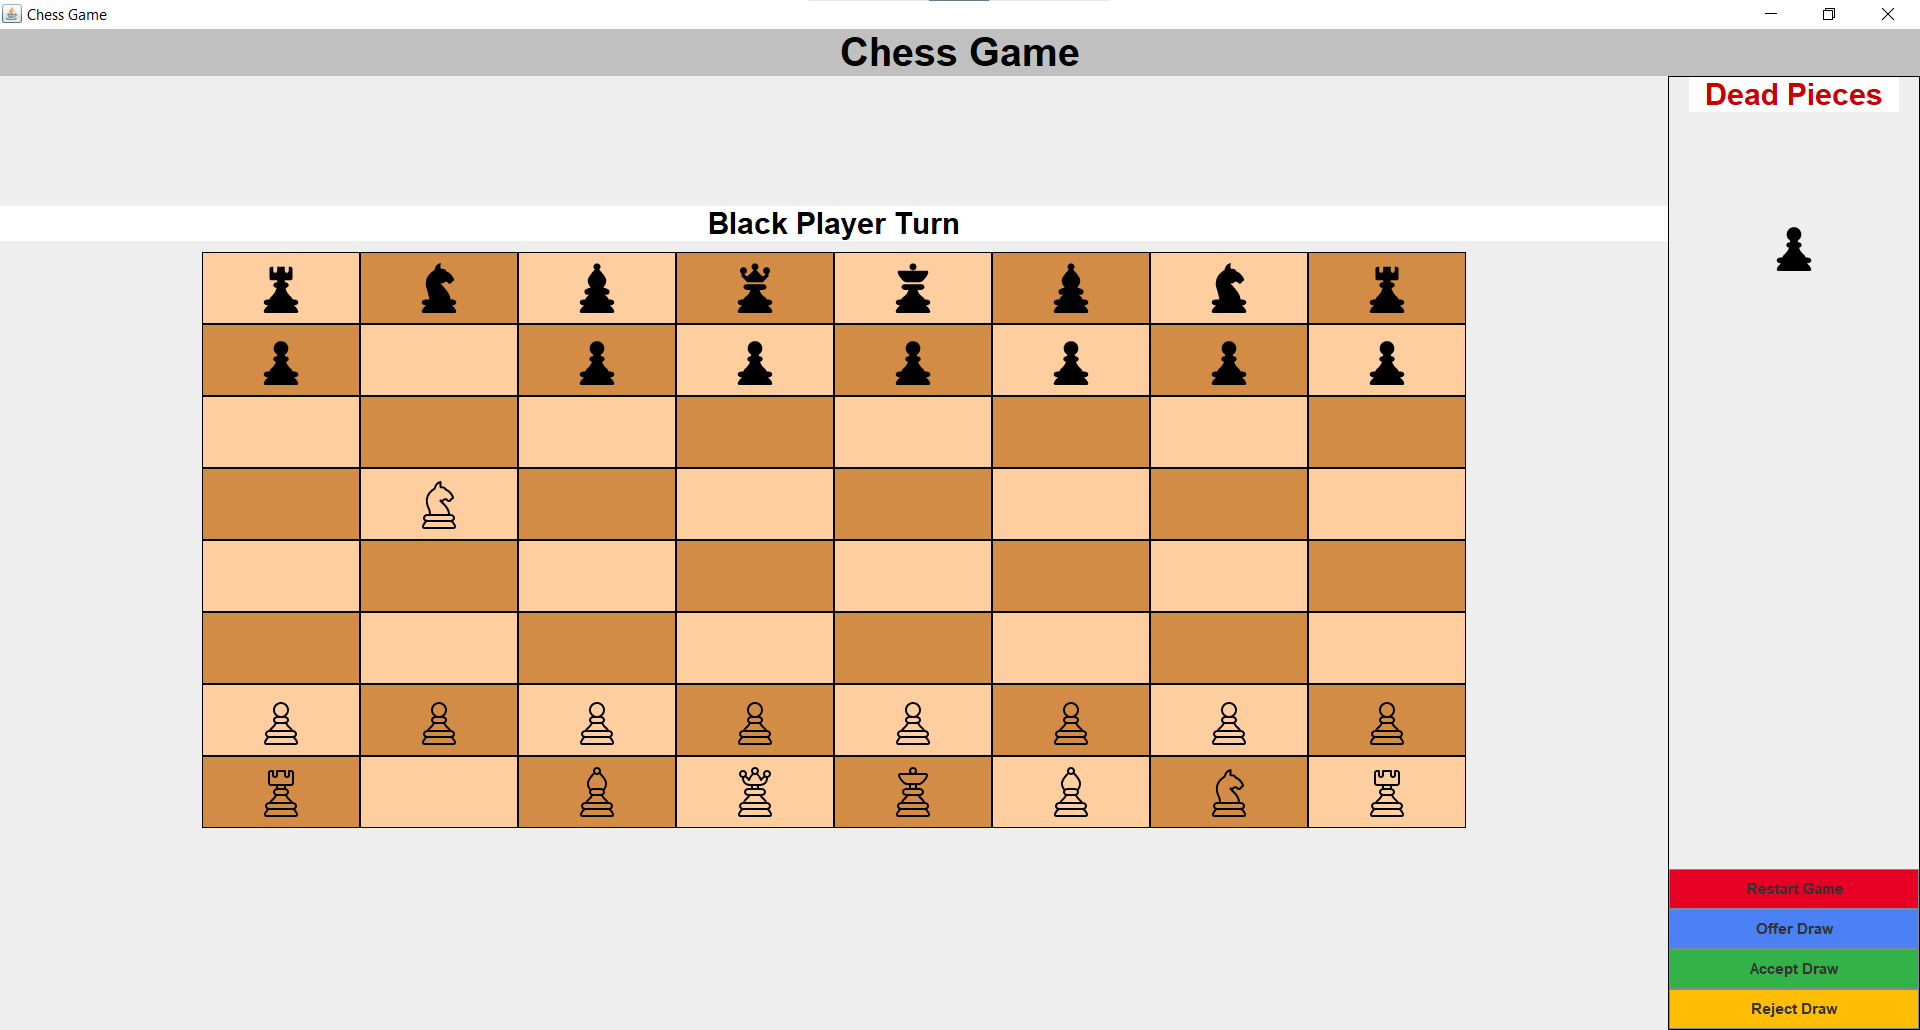 Chess Game
Chess Game
Dead Pieces
Black Player Turn
Restart Game
Offer Draw
Accept Draw
Reject Draw